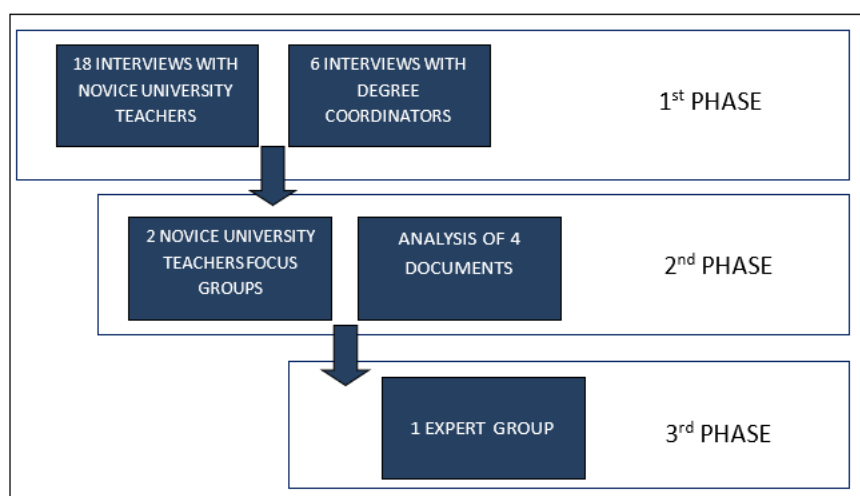 18 INTERVIEWS WITH
NOVICE UNIVERSITY
TEACHERS
6 INTERVIEWS WITH
DEGREE
COORDINATORS
1st PHASE
2 NOVICE UNIVERSITY
TEACHERS FOCUS
GROUPS
ANALYSIS OF 4
DOCUMENTS
2nd PHASE
1 EXPERT GROUP
3rd PHASE